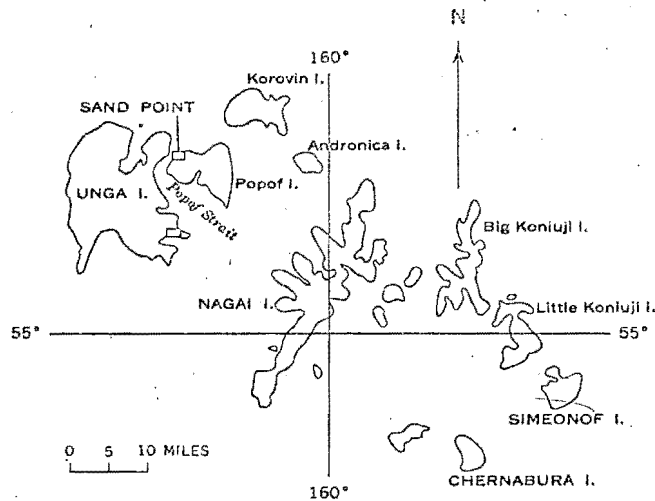 N
160°
Korovin I.
SAND POINT
Andronica I.
UNGA I.
Popof I.
Popof Strait
Big Koniuji I.
NAGAI I.
Little Koniuji I.
55°
55°
SIMEONOF I.
0 5 10 MILES
CHERNABURA I.
160°